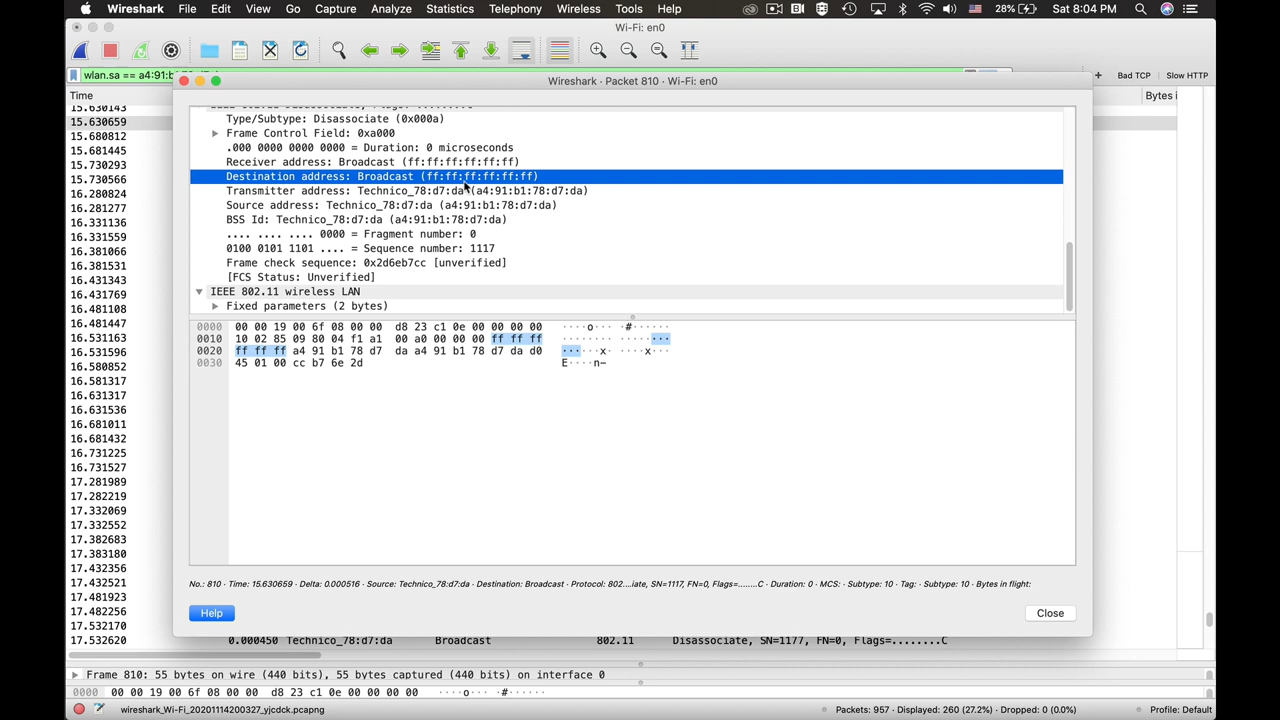 Wireshark File Edit View Go Capture Analyze Statistics Telephony Wireless Tools Help 28% Sat 8:04 PM
Wi-Fi: en0
wlan.sa == a4:91:b
+ Bad TCP Slow HTTP
Wireshark · Packet 810 · Wi-Fi: en0
Time Bytes i
15.630143
15.630659
15.680812
15.681445
15.730293
15.730566
16.280824
16.281277
16.331136
16.331559
16.381066
16.381531
16.431343
16.431769
16.481108
16.481447
16.531163
16.531596
16.580852
16.581317
16.631317
16.631536
16.681011
16.681432
16.731225
16.731527
17.281989
17.282219
17.332069
17.332552
17.382683
17.383180
17.432356
17.432521
17.481923
17.482256
17.532170
17.532620 0.000450 Technico_78:d7:da Broadcast 802.11 Disassociate, SN=1177, FN=0, Flags=........C
Type/Subtype: Disassociate (0x000a)
Frame Control Field: 0xa000
.000 0000 0000 0000 = Duration: 0 microseconds
Receiver address: Broadcast (ff:ff:ff:ff:ff:ff)
Destination address: Broadcast (ff:ff:ff:ff:ff:ff)
Transmitter address: Technico_78:d7:da (a4:91:b1:78:d7:da)
Source address: Technico_78:d7:da (a4:91:b1:78:d7:da)
BSS Id: Technico_78:d7:da (a4:91:b1:78:d7:da)
.... .... .... 0000 = Fragment number: 0
0100 0101 1101 .... = Sequence number: 1117
Frame check sequence: 0x2d6eb7cc [unverified]
[FCS Status: Unverified]
IEEE 802.11 wireless LAN
Fixed parameters (2 bytes)
0000 00 00 19 00 6f 08 00 00 d8 23 c1 0e 00 00 00 00 ····o··· ·#······
0010 10 02 85 09 80 04 f1 a1 00 a0 00 00 00 ff ff ff ········ ········
0020 ff ff ff a4 91 b1 78 d7 da a4 91 b1 78 d7 da d0 ······x· ····x···
0030 45 01 00 cc b7 6e 2d E····n-
No.: 810 · Time: 15.630659 · Delta: 0.000516 · Source: Technico_78:d7:da · Destination: Broadcast · Protocol: 802....iate, SN=1117, FN=0, Flags=........C · Duration: 0 · MCS: · Subtype: 10 · Tag: · Subtype: 10 · Bytes in flight:
Help Close
Frame 810: 55 bytes on wire (440 bits), 55 bytes captured (440 bits) on interface 0
0000 00 00 19 00 6f 08 00 00 d8 23 c1 0e 00 00 00 00 ····o··· ·#······
wireshark_Wi-Fi_20201114200327_yjcdck.pcapng Packets: 957 · Displayed: 260 (27.2%) · Dropped: 0 (0.0%) Profile: Default